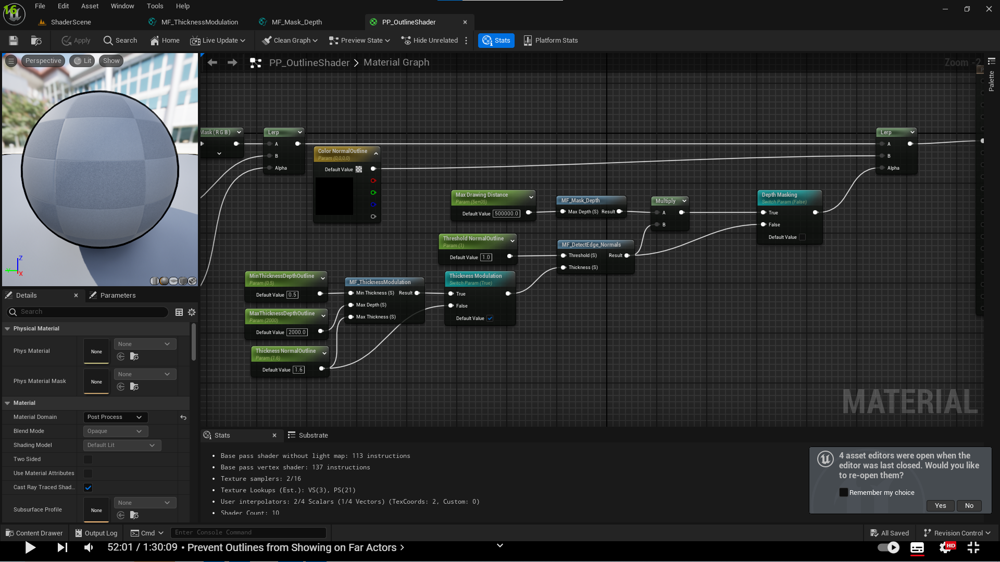 16
File Edit Asset Window Tools Help
ShaderScene MF_ThicknessModulation MF_Mask_Depth PP_OutlineShader
Apply Search Home Live Update Clean Graph Preview State Hide Unrelated Stats Platform Stats
Perspective Lit Show
PP_OutlineShader > Material Graph
Zoom -2
Palette
Mask ( R G B )
Lerp
A
B
Alpha
Color NormalOutline
Param (0,0,0,0)
Default Value
Lerp
A
B
Alpha
Max Drawing Distance
Param (5e+05)
Default Value 500000.0
MF_Mask_Depth
Max Depth (S) Result
Multiply
A
B
Depth Masking
Switch Param (False)
True
False
Default Value
Threshold NormalOutline
Param (1)
Default Value 1.0
MF_DetectEdge_Normals
Threshold (S) Result
Thickness (S)
MinThicknessDepthOutline
Param (0.5)
Default Value 0.5
MF_ThicknessModulation
Min Thickness (S) Result
Max Depth (S)
Max Thickness (S)
Thickness Modulation
Switch Param (True)
True
False
Default Value
MaxThicknessDepthOutline
Param (2000)
Default Value 2000.0
Thickness NormalOutline
Param (1.6)
Default Value 1.6
MATERIAL
Z
Y
X
Details Parameters
Search
Physical Material
Phys Material None None
Phys Material Mask None None
Material
Material Domain Post Process
Blend Mode Opaque
Shading Model Default Lit
Two Sided
Use Material Attributes
Cast Ray Traced Shad...
Subsurface Profile None None
Stats Substrate
• Base pass shader without light map: 113 instructions
• Base pass vertex shader: 137 instructions
• Texture samplers: 2/16
• Texture Lookups (Est.): VS(3), PS(21)
• User interpolators: 2/4 Scalars (1/4 Vectors) (TexCoords: 2, Custom: 0)
• Shader Count: 10
4 asset editors were open when the
editor was last closed. Would you like
to re-open them?
Remember my choice
Yes No
Content Drawer Output Log Cmd Enter Console Command All Saved Revision Control
52:01 / 1:30:09 • Prevent Outlines from Showing on Far Actors >
HD